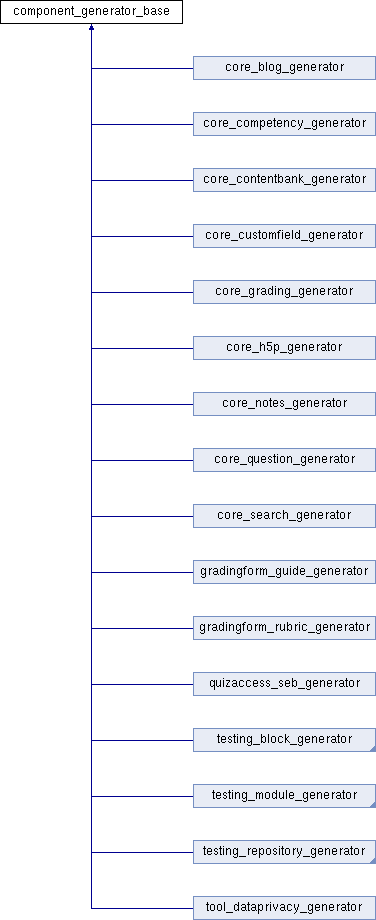 component_generator_base
core_blog_generator
core_competency_generator
core_contentbank_generator
core_customfield_generator
core_grading_generator
core_h5p_generator
core_notes_generator
core_question_generator
core_search_generator
gradingform_guide_generator
gradingform_rubric_generator
quizaccess_seb_generator
testing_block_generator
testing_module_generator
testing_repository_generator
tool_dataprivacy_generator